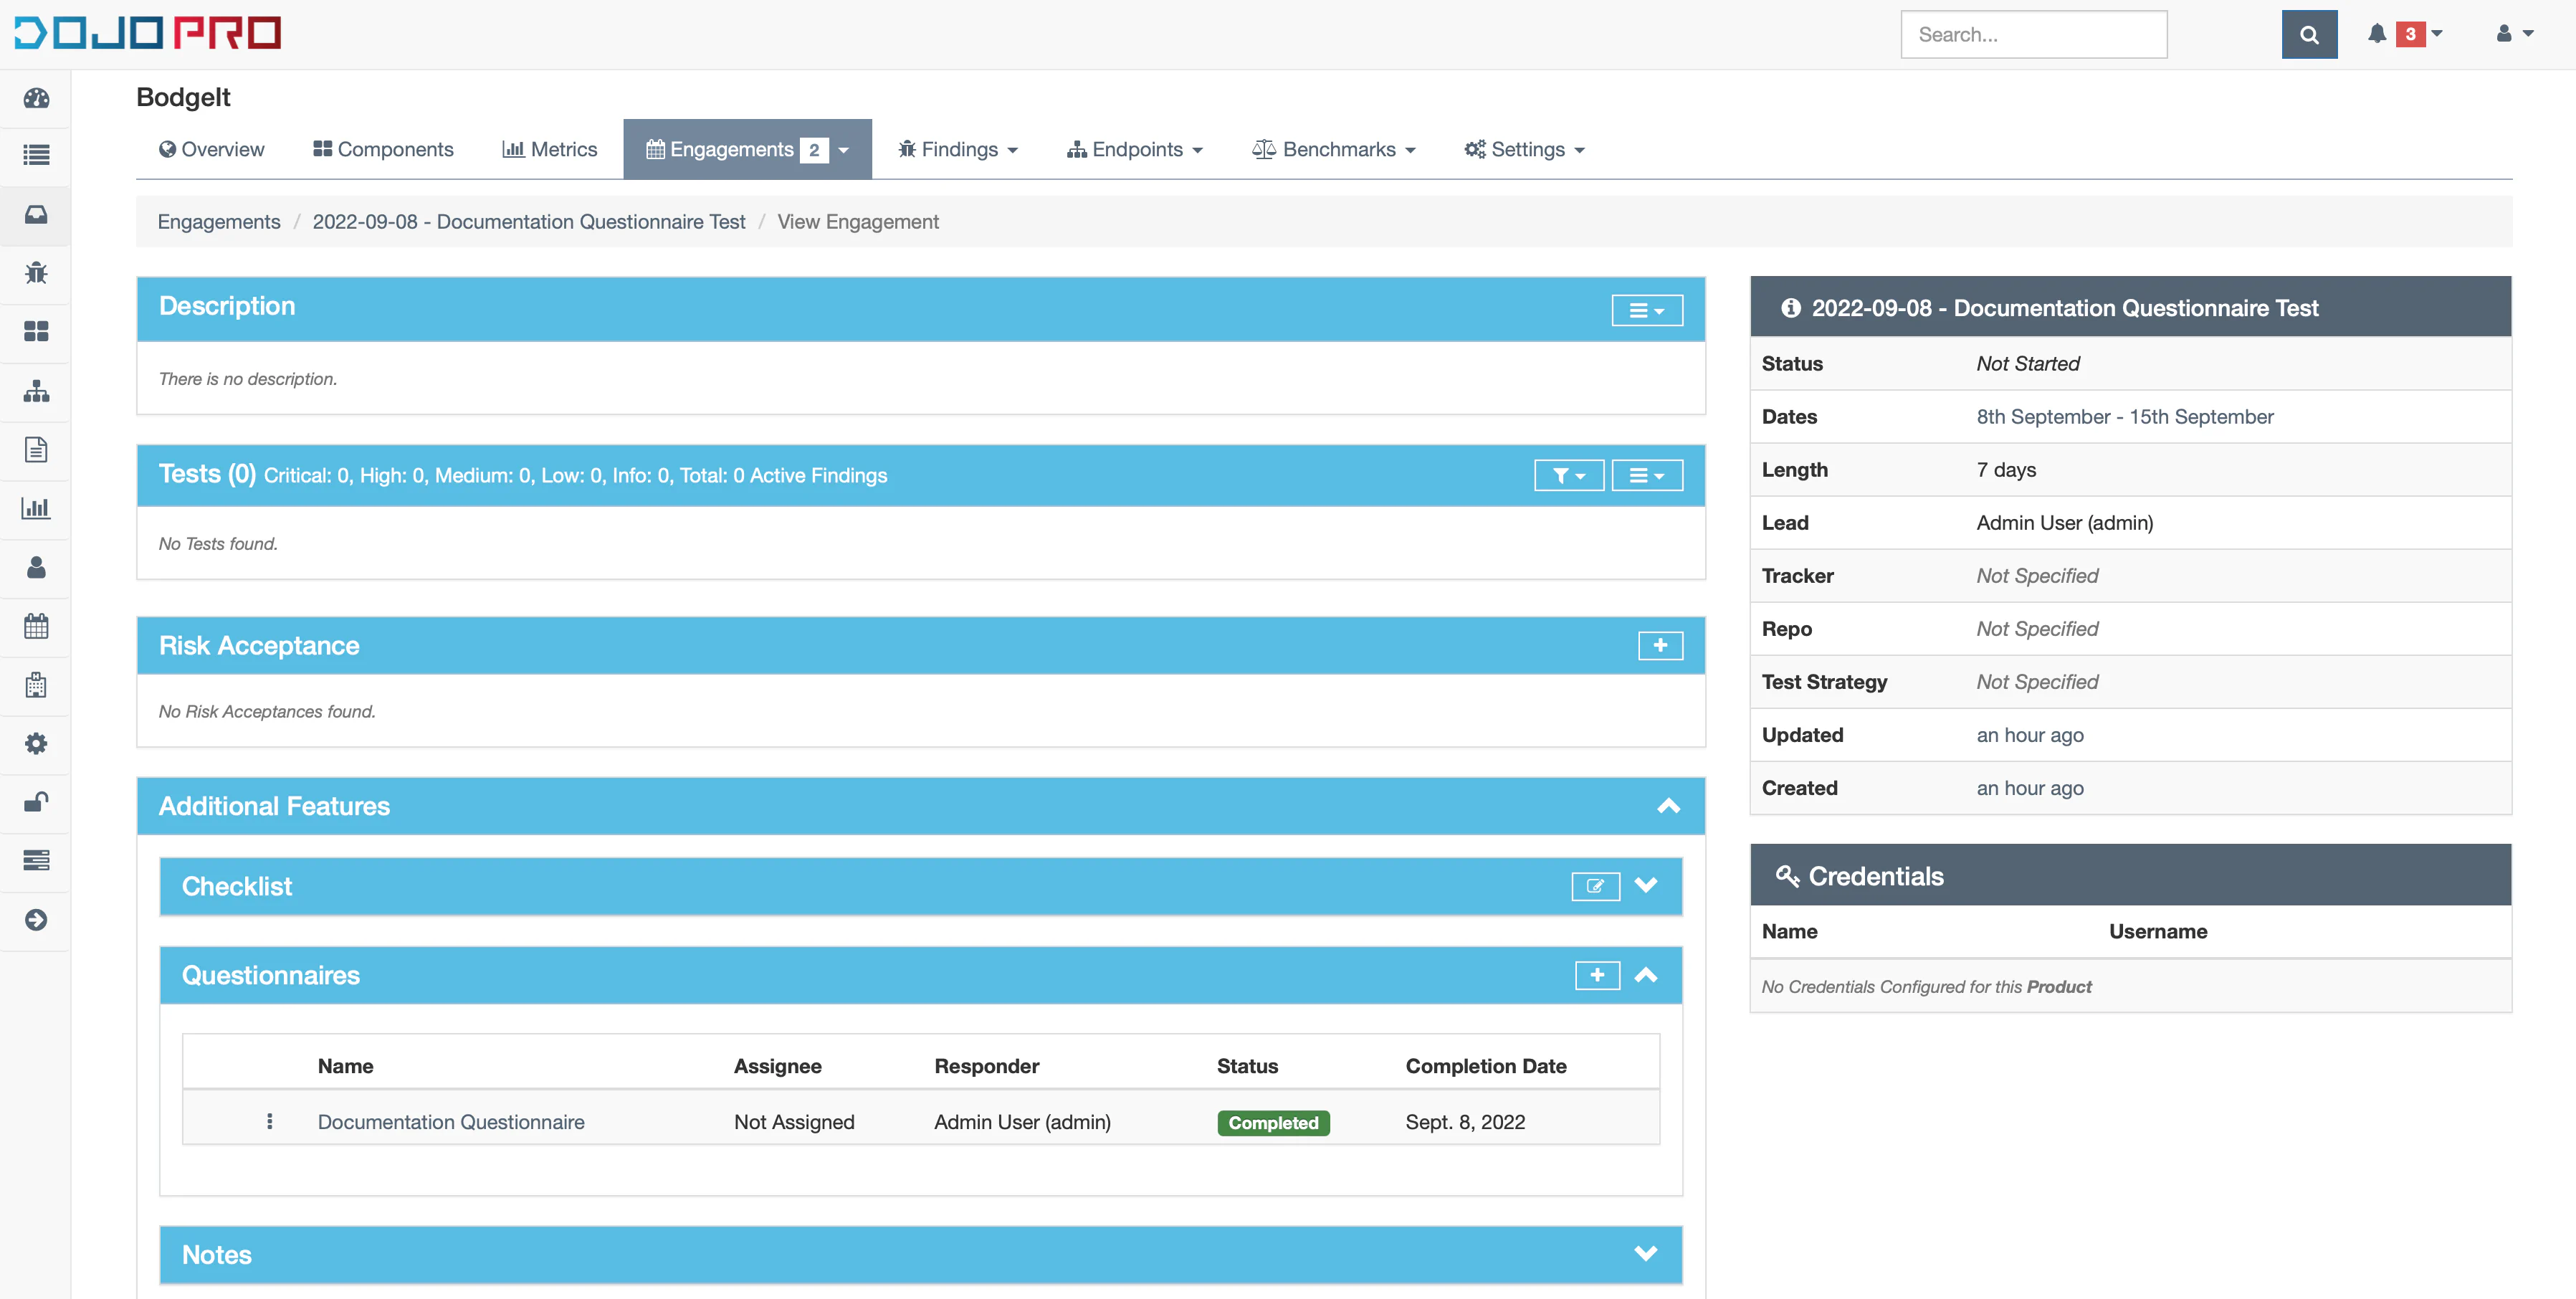 DOJO PRO
Search...
3
BodgeIt
Overview Components Metrics Engagements 2 Findings Endpoints Benchmarks Settings
Engagements / 2022-09-08 - Documentation Questionnaire Test / View Engagement
Description
There is no description.
Tests (0) Critical: 0, High: 0, Medium: 0, Low: 0, Info: 0, Total: 0 Active Findings
No Tests found.
Risk Acceptance
No Risk Acceptances found.
Additional Features
Checklist
Questionnaires
Name Assignee Responder Status Completion Date
Documentation Questionnaire Not Assigned Admin User (admin) Completed Sept. 8, 2022
Notes
2022-09-08 - Documentation Questionnaire Test
Status Not Started
Dates 8th September - 15th September
Length 7 days
Lead Admin User (admin)
Tracker Not Specified
Repo Not Specified
Test Strategy Not Specified
Updated an hour ago
Created an hour ago
Credentials
Name Username
No Credentials Configured for this Product